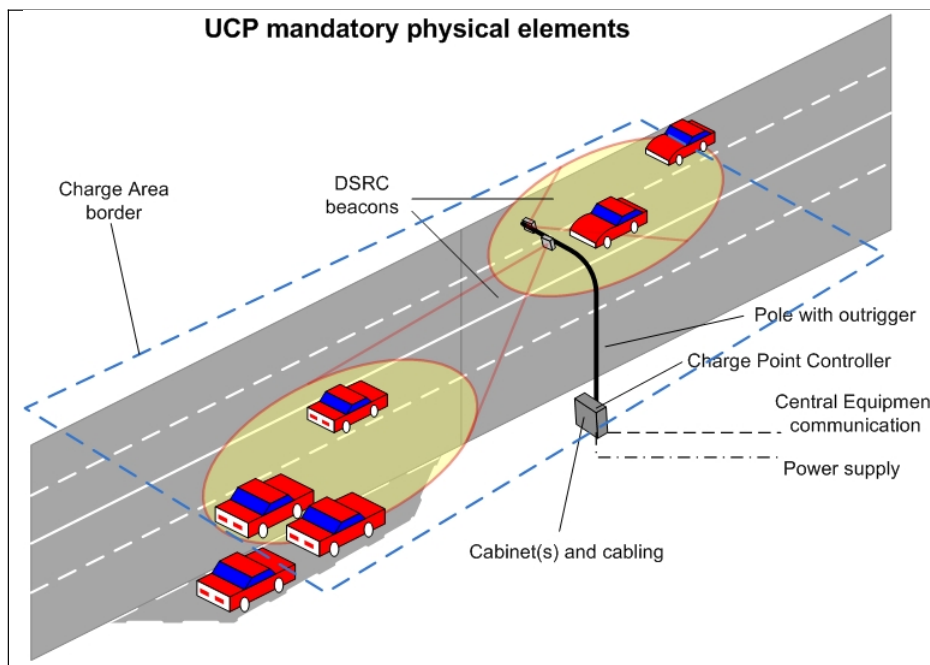 UCP mandatory physical elements
Charge Area
border
DSRC
beacons
Pole with outrigger
Charge Point Controller
Central Equipmen
communication
Power supply
Cabinet(s) and cabling